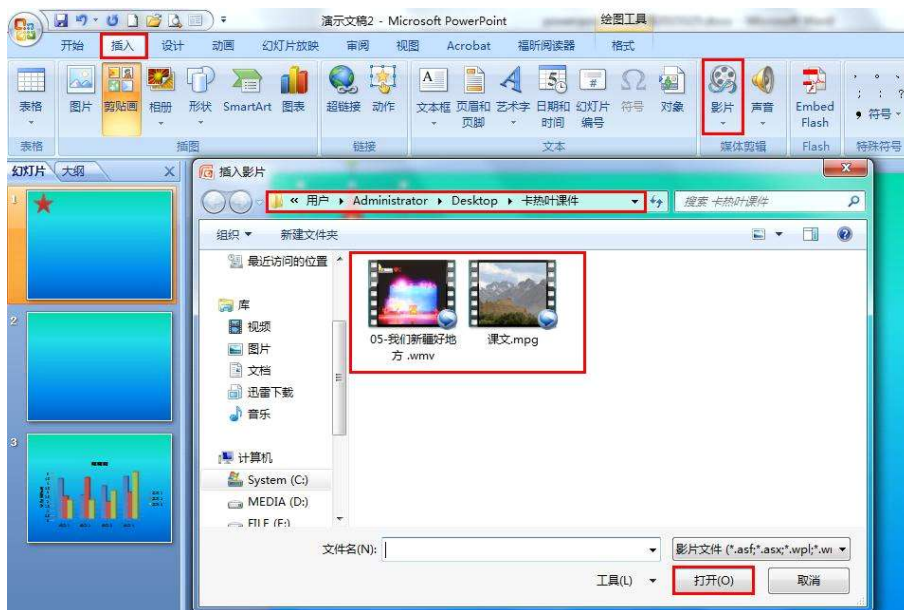 演示文稿2 - Microsoft PowerPoint
绘图工具
开始 插入 设计 动画 幻灯片放映 审阅 视图 Acrobat 福昕阅读器 格式
表格 图片 剪贴画 相册 形状 SmartArt 图表 超链接 动作 文本框 页眉和页脚 艺术字 日期和时间 幻灯片编号 符号 对象 影片 声音 Embed Flash 符号
表格 插图 链接 文本 媒体剪辑 Flash 特殊符号
幻灯片 大纲
插入影片
« 用户 Administrator Desktop 卡热叶课件
搜索 卡热叶课件
组织 新建文件夹
最近访问的位置
库
视频
图片
文档
迅雷下载
音乐
计算机
System (C:)
MEDIA (D:)
FILE (E:)
05-我们新疆好地
方 .wmv
课文.mpg
1
2
3
文件名(N):
影片文件 (*.asf;*.asx;*.wpl;*.wi
工具(L) 打开(O) 取消